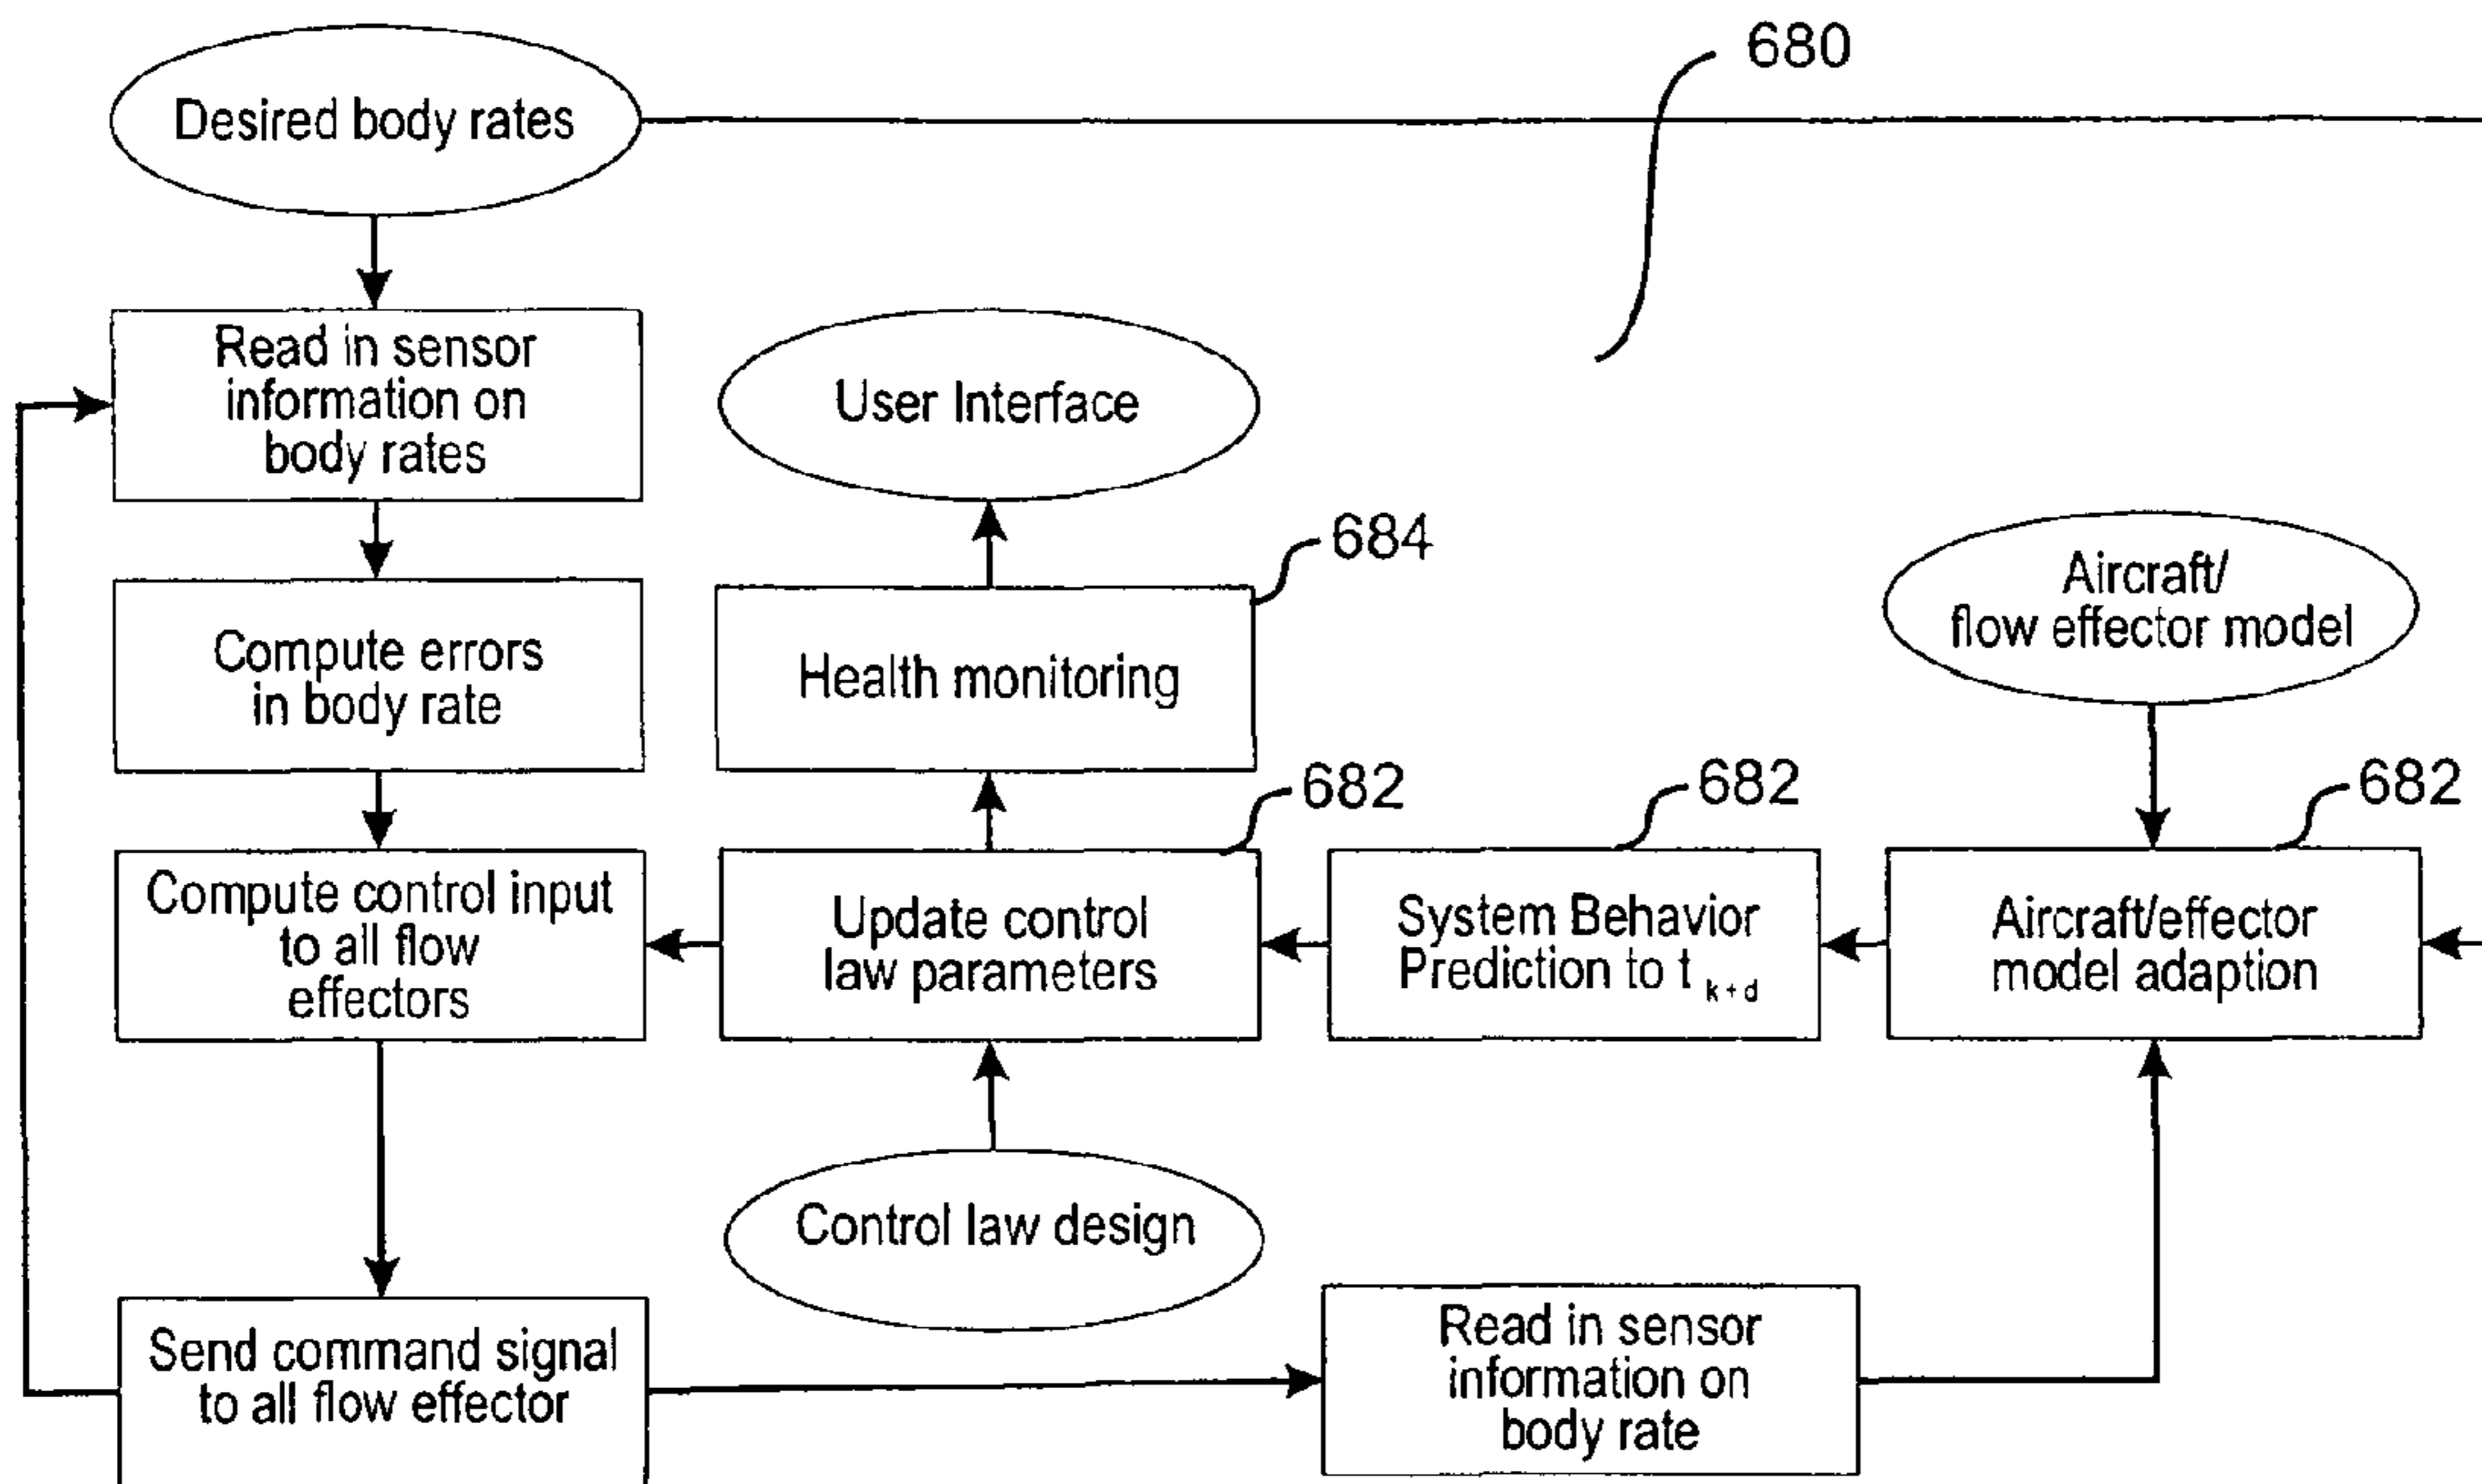 680
Desired body rates
Read in sensor
information on
body rates
User Interface
684
Aircraft/
flow effector model
Compute errors
in body rate
Health monitoring
682
682
682
Compute control input
to all flow
effectors
Update control
law parameters
System Behavior
Prediction to t k+d
Aircraft/effector
model adaption
Control law design
Send command signal
to all flow effector
Read in sensor
information on
body rate